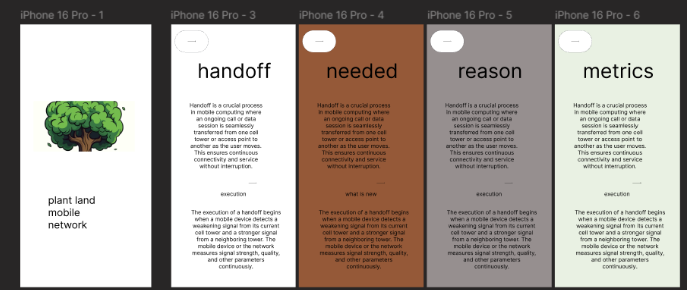 iPhone 16 Pro - 1
plant land
mobile
network
iPhone 16 Pro - 3
handoff
Handoff is a crucial process
in mobile computing where
an ongoing call or data
session is seamlessly
transferred from one cell
tower or access point to
another as the user moves.
This ensures continuous
connectivity and service
without interruption.
execution
The execution of a handoff begins
when a mobile device detects a
weakening signal from its current
cell tower and a stronger signal
from a neighboring tower. The
mobile device or the network
measures signal strength, quality,
and other parameters
continuously.
iPhone 16 Pro - 4
needed
Handoff is a crucial process
in mobile computing where
an ongoing call or data
session is seamlessly
transferred from one cell
tower or access point to
another as the user moves.
This ensures continuous
connectivity and service
without interruption.
what is new
The execution of a handoff begins
when a mobile device detects a
weakening signal from its current
cell tower and a stronger signal
from a neighboring tower. The
mobile device or the network
measures signal strength, quality,
and other parameters
continuously.
iPhone 16 Pro - 5
reason
Handoff is a crucial process
in mobile computing where
an ongoing call or data
session is seamlessly
transferred from one cell
tower or access point to
another as the user moves.
This ensures continuous
connectivity and service
without interruption.
execution
The execution of a handoff begins
when a mobile device detects a
weakening signal from its current
cell tower and a stronger signal
from a neighboring tower. The
mobile device or the network
measures signal strength, quality,
and other parameters
continuously.
iPhone 16 Pro - 6
metrics
Handoff is a crucial process
in mobile computing where
an ongoing call or data
session is seamlessly
transferred from one cell
tower or access point to
another as the user moves.
This ensures continuous
connectivity and service
without interruption.
execution
The execution of a handoff begins
when a mobile device detects a
weakening signal from its current
cell tower and a stronger signal
from a neighboring tower. The
mobile device or the network
measures signal strength, quality,
and other parameters
continuously.